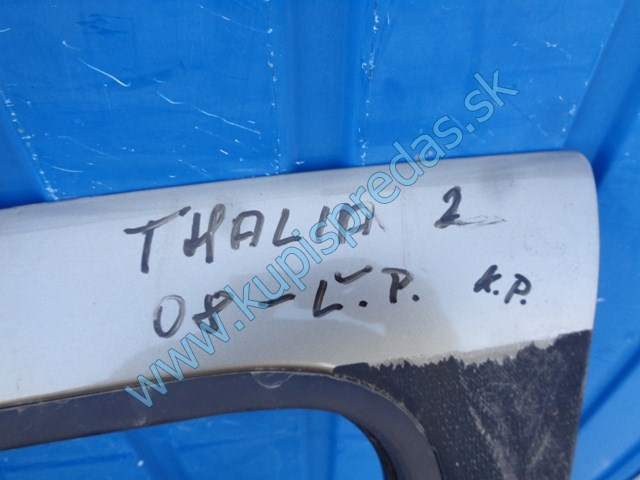 THALIA 2
08- Ľ.P. K.P.
www.kupispredas.sk